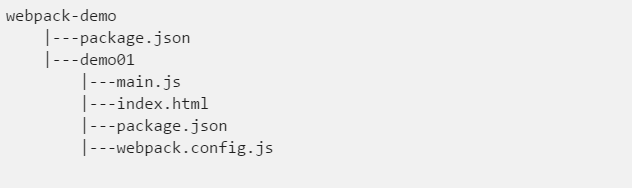 webpack-demo
    |---package.json
    |---demo01
        |---main.js
        |---index.html
        |---package.json
        |---webpack.config.js